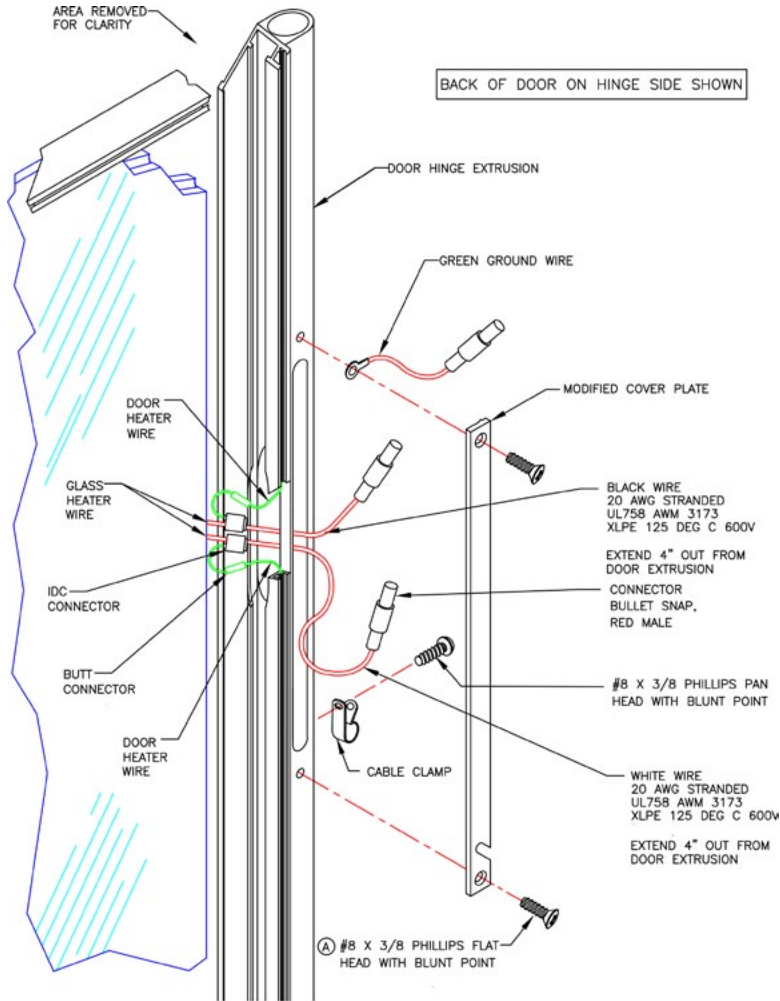 AREA REMOVED
FOR CLARITY
BACK OF DOOR ON HINGE SIDE SHOWN
DOOR HINGE EXTRUSION
GREEN GROUND WIRE
MODIFIED COVER PLATE
DOOR
HEATER
WIRE
GLASS
HEATER
WIRE
BLACK WIRE
20 AWG STRANDED
UL758 AWM 3173
XLPE 125 DEG C 600V
EXTEND 4" OUT FROM
DOOR EXTRUSION
IDC
CONNECTOR
CONNECTOR
BULLET SNAP,
RED MALE
BUTT
CONNECTOR
#8 X 3/8 PHILLIPS PAN
HEAD WITH BLUNT POINT
DOOR
HEATER
WIRE
CABLE CLAMP
WHITE WIRE
20 AWG STRANDED
UL758 AWM 3173
XLPE 125 DEG C 600V
EXTEND 4" OUT FROM
DOOR EXTRUSION
A #8 X 3/8 PHILLIPS FLAT
HEAD WITH BLUNT POINT